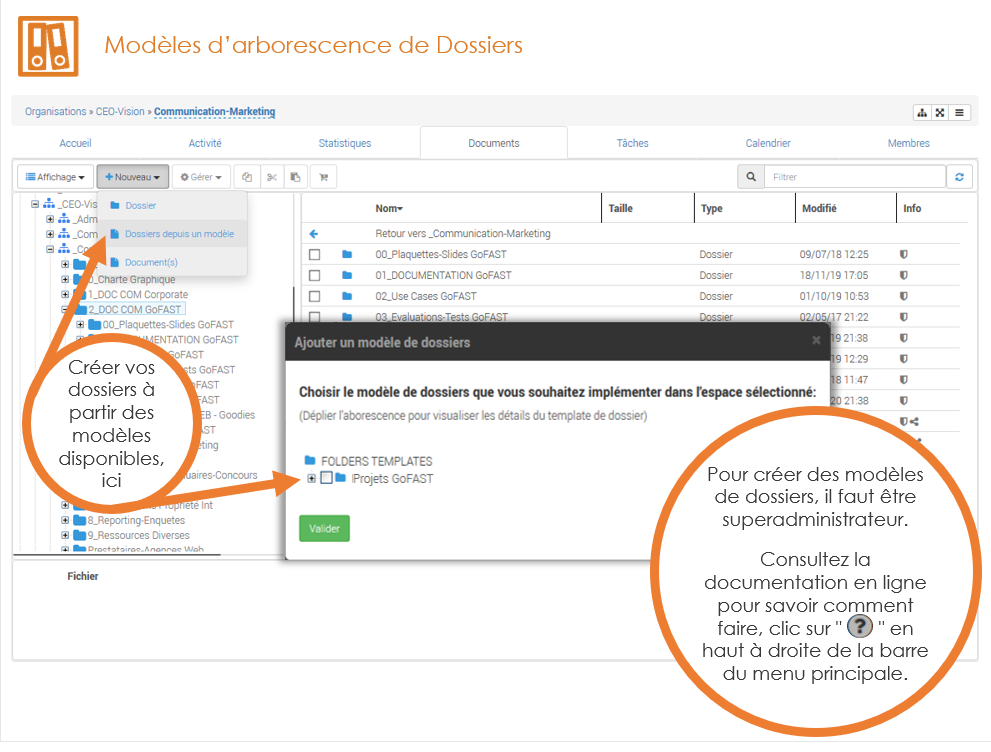 Modèles d'arborescence de Dossiers
Organisations » CEO-Vision » Communication-Marketing
Accueil Activité Statistiques Documents Tâches Calendrier Membres
Affichage Nouveau Gérer Filtrer
_CEO-Vis
_Adm
_Com
_Co
Dossier
Dossiers depuis un modèle
Document(s)
0_Charte Graphique
1_DOC COM Corporate
2_DOC COM GoFAST
00_Plaquettes-Slides GoFAST
MENTATION GoFAST
GoFAST
sts GoFAST
FAST
AST
EB - Goodies
ST
eting
uaires-Concours
Propriété Int
8_Reporting-Enquetes
9_Ressources Diverses
Prestataires-Agences Web
Nom Taille Type Modifié Info
Retour vers _Communication-Marketing
00_Plaquettes-Slides GoFAST Dossier 09/07/18 12:25
01_DOCUMENTATION GoFAST Dossier 18/11/19 17:05
02_Use Cases GoFAST Dossier 01/10/19 10:53
03_Evaluations-Tests GoFAST Dossier 02/05/17 21:22
19 21:38
19 12:29
18 11:47
20 21:38
Ajouter un modèle de dossiers ×
Choisir le modèle de dossiers que vous souhaitez implémenter dans l'espace sélectionné:
(Déplier l'aborescence pour visualiser les détails du template de dossier)
FOLDERS TEMPLATES
Projets GoFAST
Valider
Fichier
Créer vos
dossiers à
partir des
modèles
disponibles,
ici
Pour créer des modèles
de dossiers, il faut être
superadministrateur.
Consultez la
documentation en ligne
pour savoir comment
faire, clic sur " ? " en
haut à droite de la barre
du menu principale.